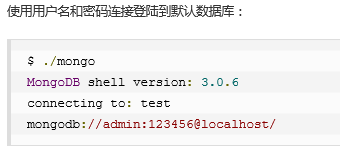 使用用户名和密码连接登陆到默认数据库：
$ ./mongo
MongoDB shell version: 3.0.6
connecting to: test
mongodb://admin:123456@localhost/